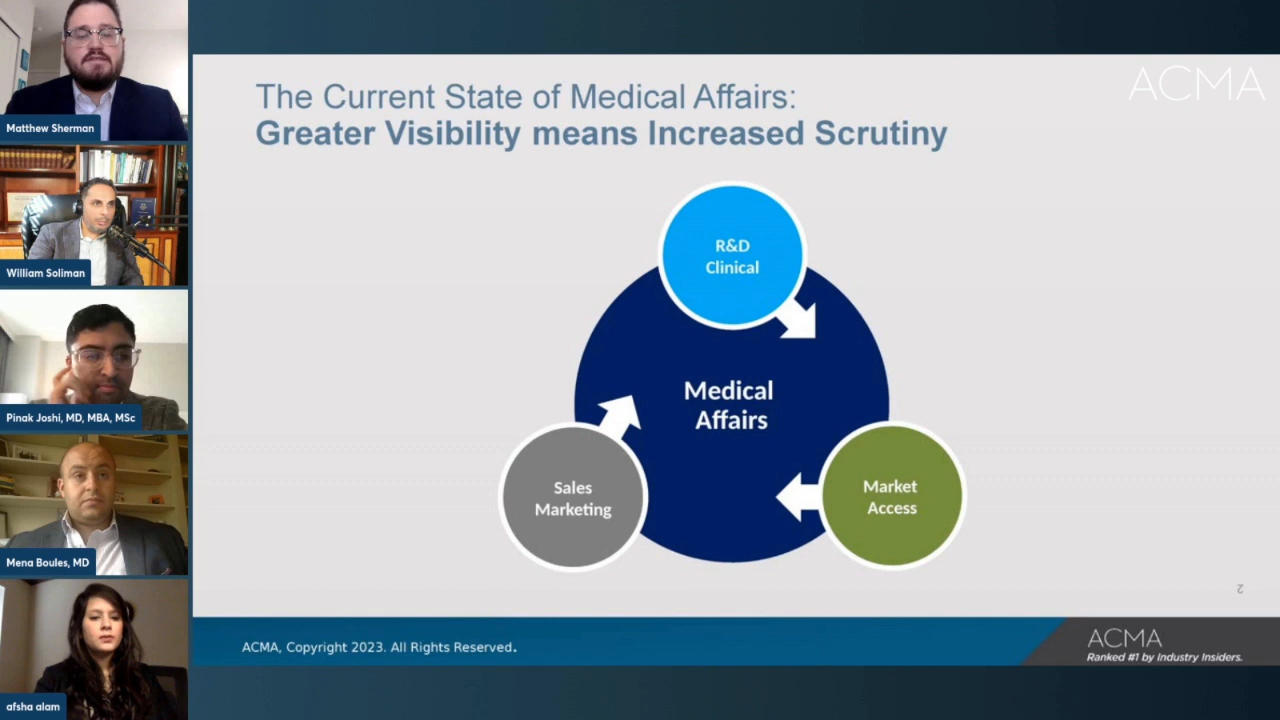 Matthew Sherman
William Soliman
Pinak Joshi, MD, MBA, MSc
Mena Boules, MD
afsha alam
ACMA
The Current State of Medical Affairs:
Greater Visibility means Increased Scrutiny
R&D
Clinical
Medical
Affairs
Sales
Marketing
Market
Access
2
ACMA, Copyright 2023. All Rights Reserved.
ACMA
Ranked #1 by Industry Insiders.